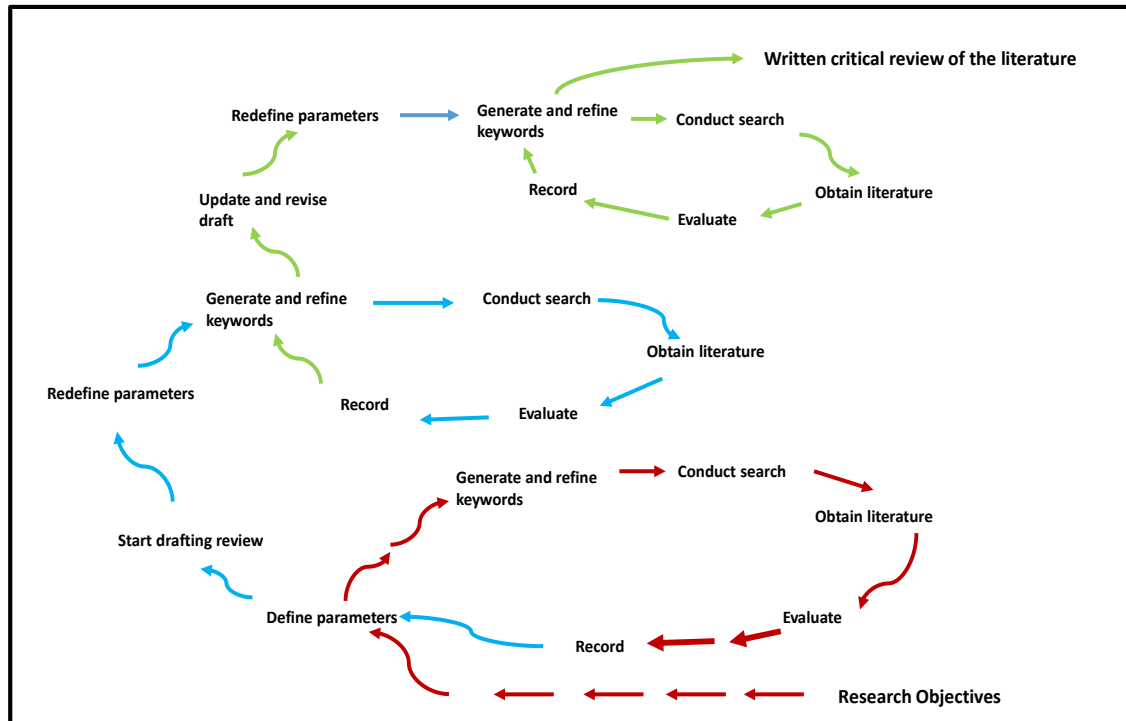 Written critical review of the literature
Redefine parameters
Generate and refine
keywords
Conduct search
Update and revise
draft
Record
Obtain literature
Evaluate
Generate and refine
keywords
Conduct search
Obtain literature
Redefine parameters
Record
Evaluate
Generate and refine
keywords
Conduct search
Obtain literature
Start drafting review
Define parameters
Evaluate
Record
Research Objectives